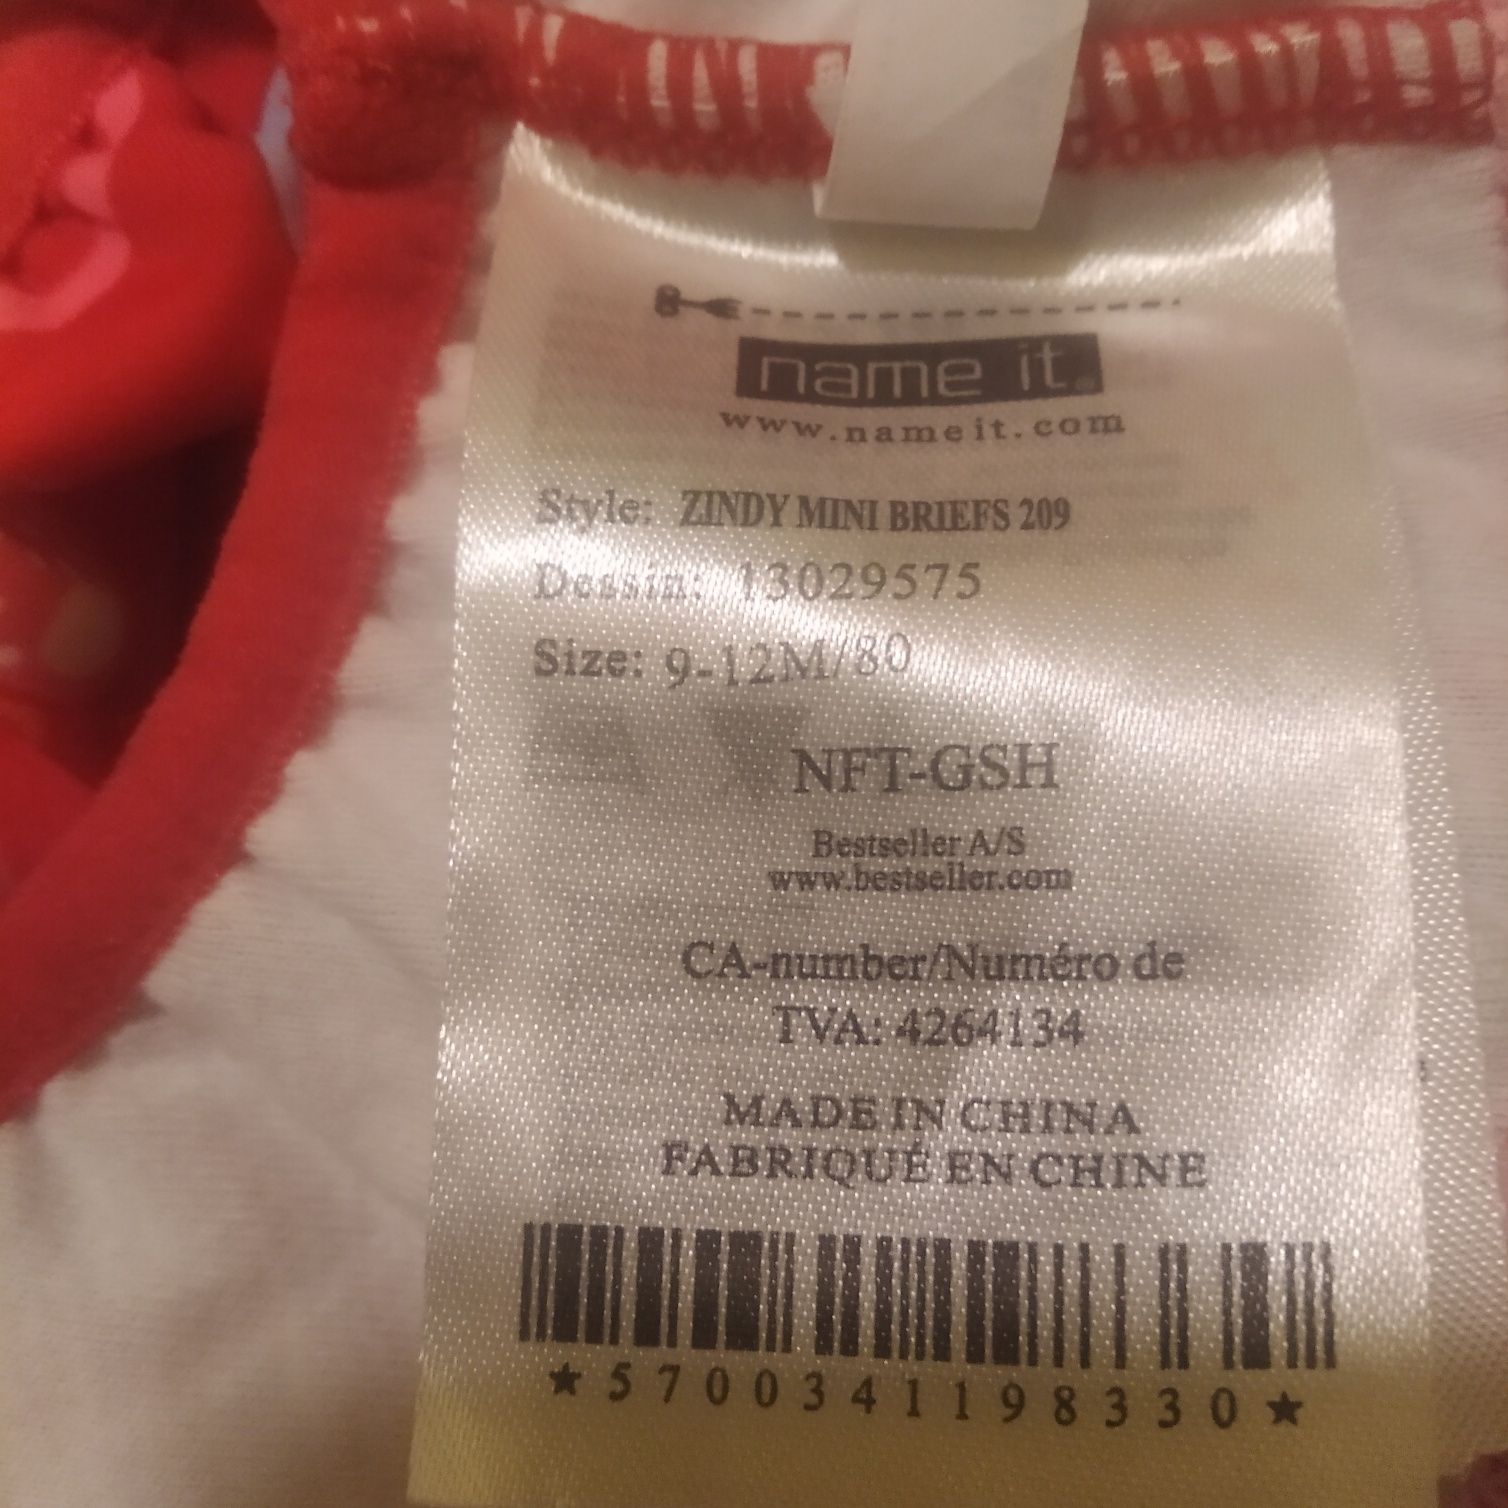 name it®
www.nameit.com
Style: ZINDY MINI BRIEFS 209
Dessin: 13029575
Size: 9-12M/80
NFT-GSH
Bestseller A/S
www.bestseller.com
CA-number/Numéro de
TVA: 4264134
MADE IN CHINA
FABRIQUÉ EN CHINE
★5700341198330★